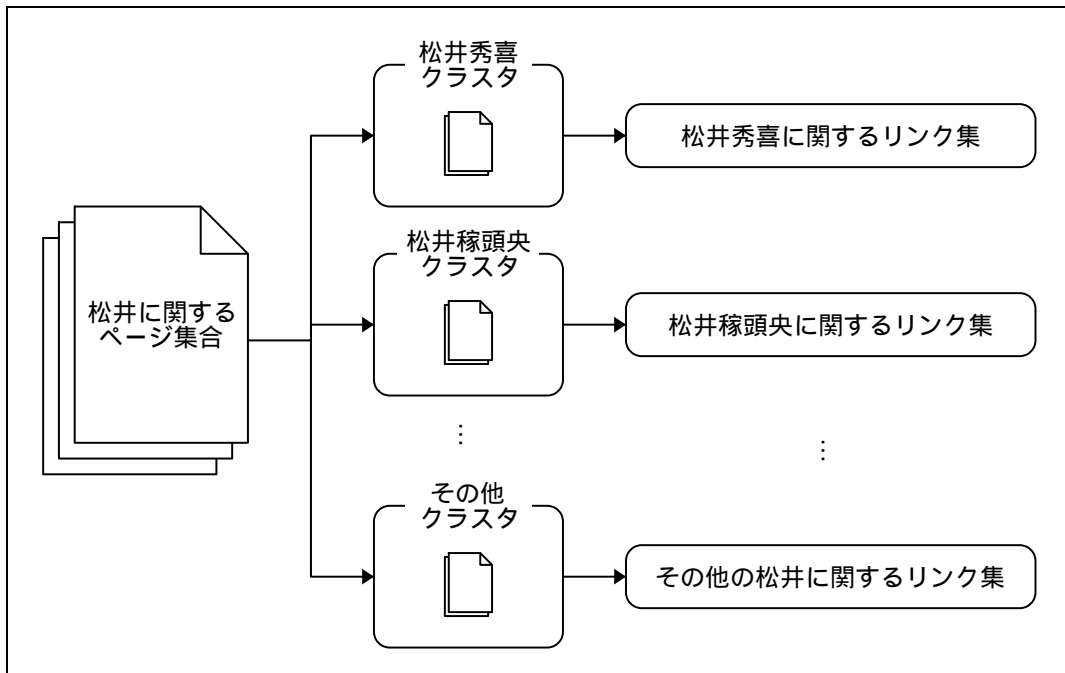 松井秀喜
クラスタ
松井秀喜に関するリンク集
松井稼頭央
クラスタ
松井に関する
ページ集合
松井稼頭央に関するリンク集
…
…
その他
クラスタ
その他の松井に関するリンク集